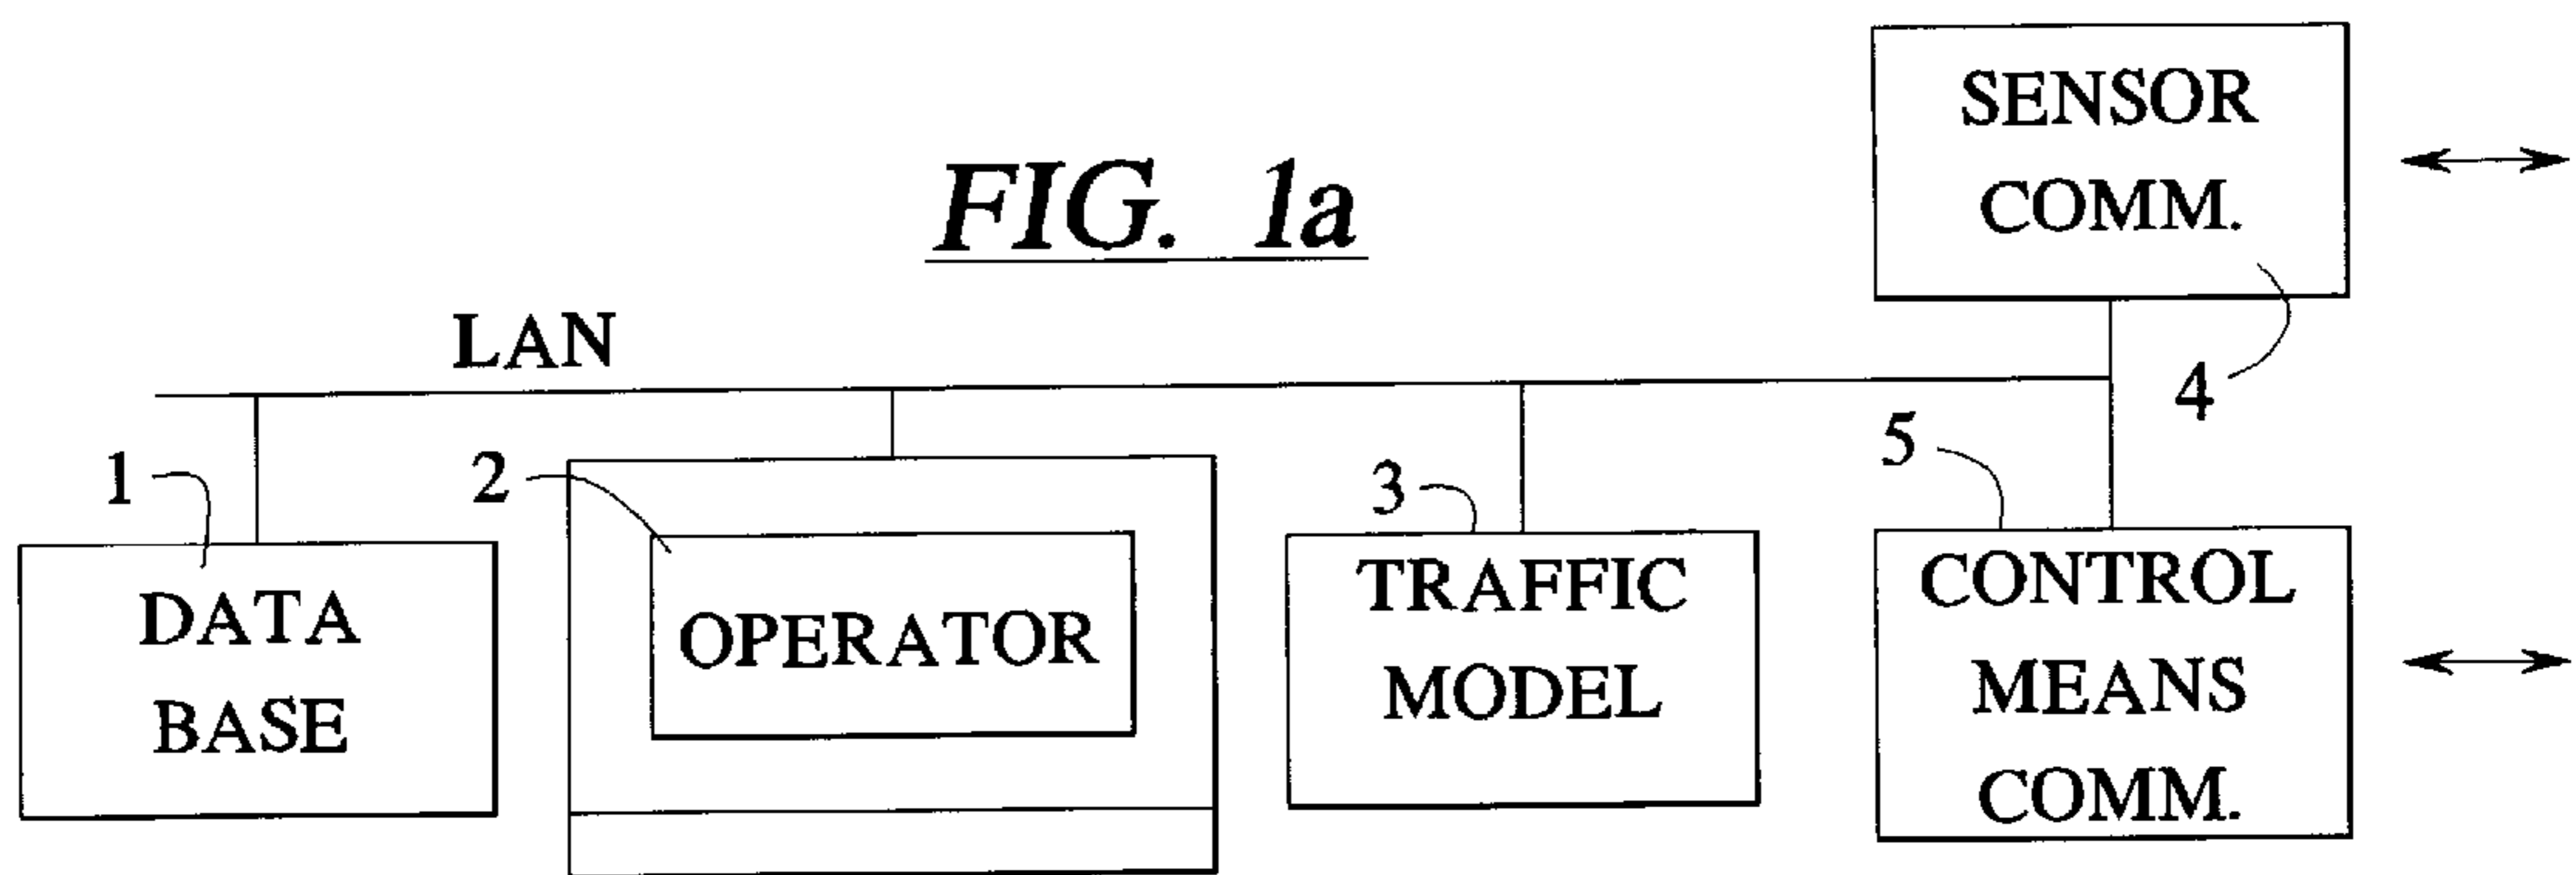 SENSOR
COMM.
FIG. 1a
LAN
4
1
2
3
5
DATA
BASE
OPERATOR
TRAFFIC
MODEL
CONTROL
MEANS
COMM.